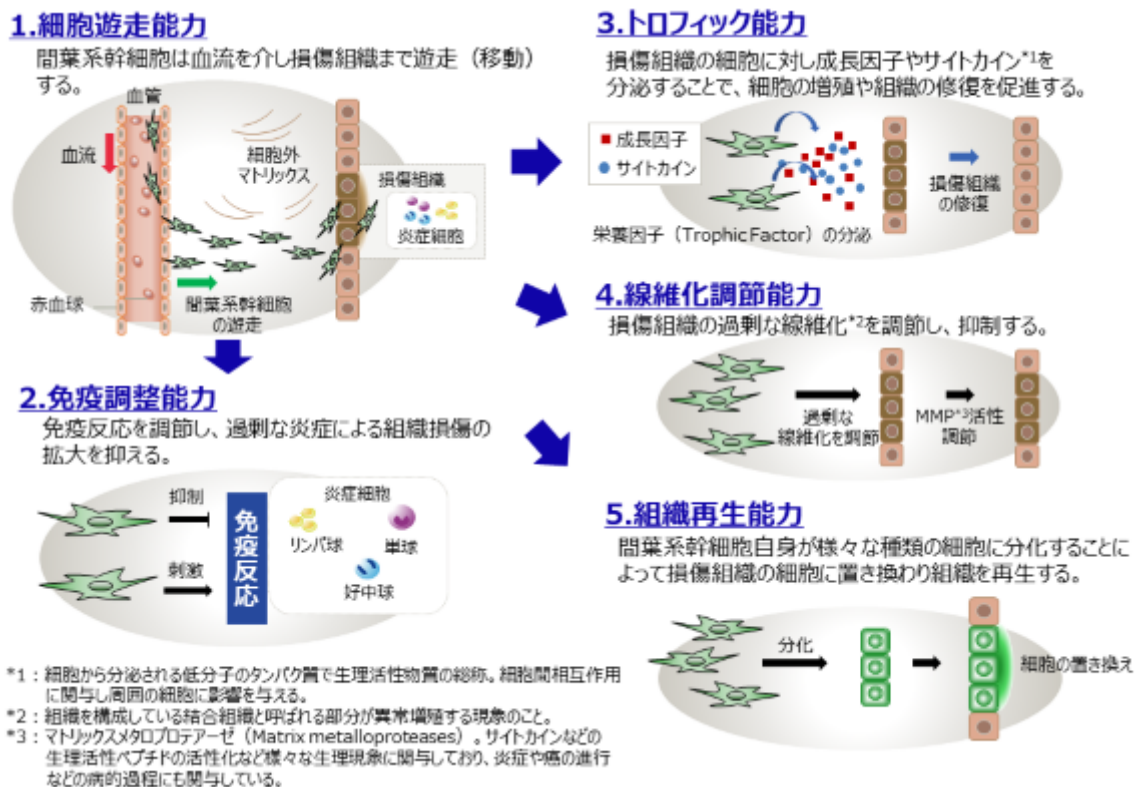 1.細胞遊走能力
間葉系幹細胞は血流を介し損傷組織まで遊走（移動）
する。
血管
血流
細胞外
マトリックス
損傷組織
炎症細胞
赤血球
間葉系幹細胞
の遊走
2.免疫調整能力
免疫反応を調節し、過剰な炎症による組織損傷の
拡大を抑える。
抑制
刺激
免疫反応
炎症細胞
リンパ球
単球
好中球
3.トロフィック能力
損傷組織の細胞に対し成長因子やサイトカイン*1を
分泌することで、細胞の増殖や組織の修復を促進する。
成長因子
サイトカイン
損傷組織
の修復
栄養因子（Trophic Factor）の分泌
4.線維化調節能力
損傷組織の過剰な線維化*2を調節し、抑制する。
過剰な
線維化を調節
MMP*3活性
調節
5.組織再生能力
間葉系幹細胞自身が様々な種類の細胞に分化することに
よって損傷組織の細胞に置き換わり組織を再生する。
分化
細胞の置き換え
*1：細胞から分泌される低分子のタンパク質で生理活性物質の総称。細胞間相互作用
に関与し周囲の細胞に影響を与える。
*2：組織を構成している結合組織と呼ばれる部分が異常増殖する現象のこと。
*3：マトリックスメタロプロテアーゼ（Matrix metalloproteases）。サイトカインなどの
生理活性ペプチドの活性化など様々な生理現象に関与しており、炎症や癌の進行
などの病的過程にも関与している。